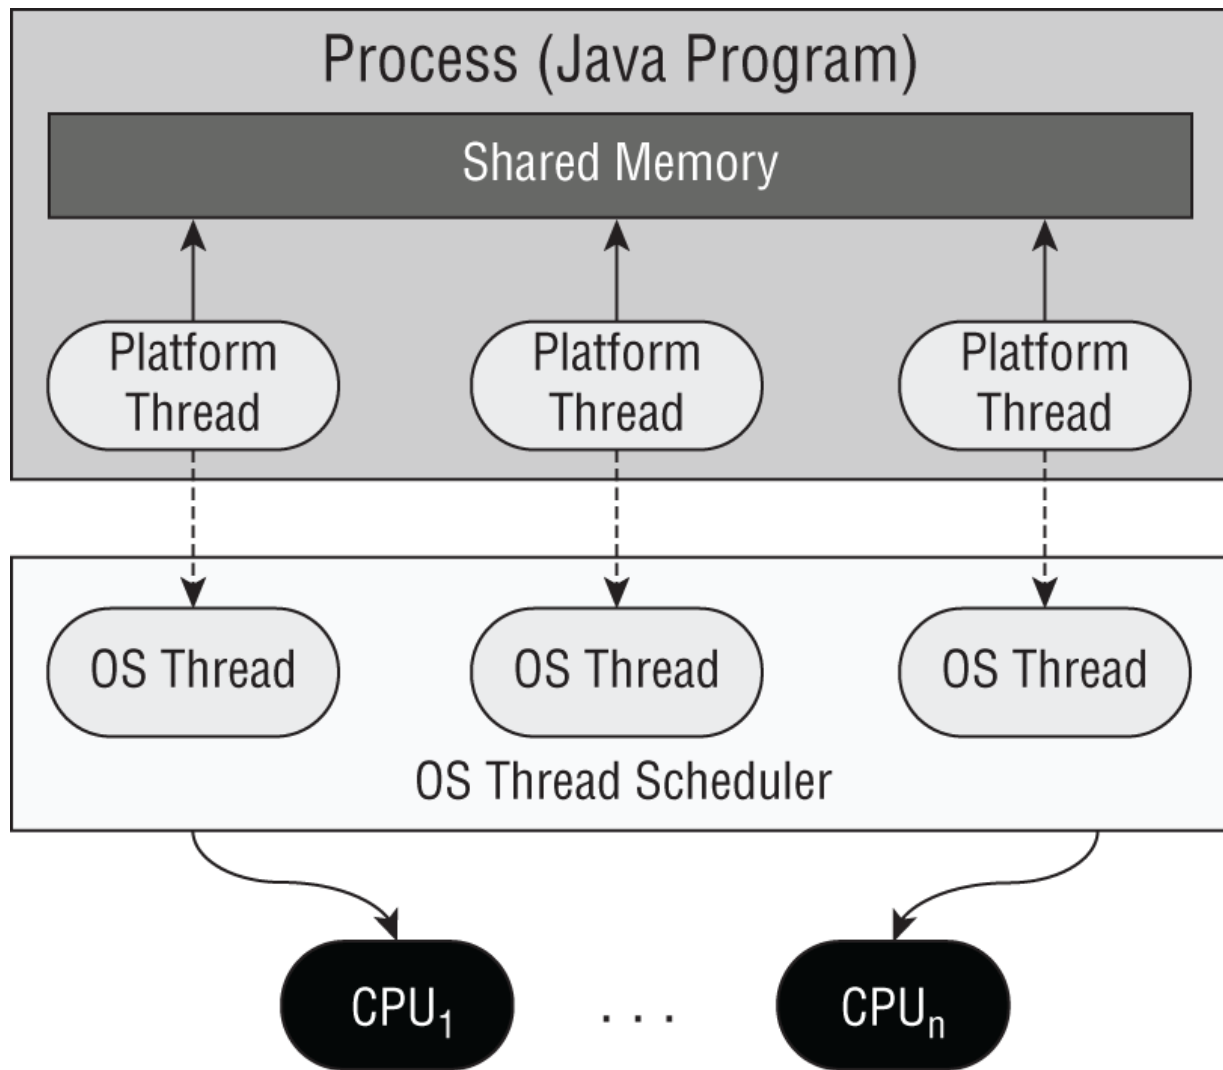 Process (Java Program)
Shared Memory
Platform
Thread
Platform
Thread
Platform
Thread
OS Thread
OS Thread
OS Thread
OS Thread Scheduler
CPU₁
. . .
CPUₙ